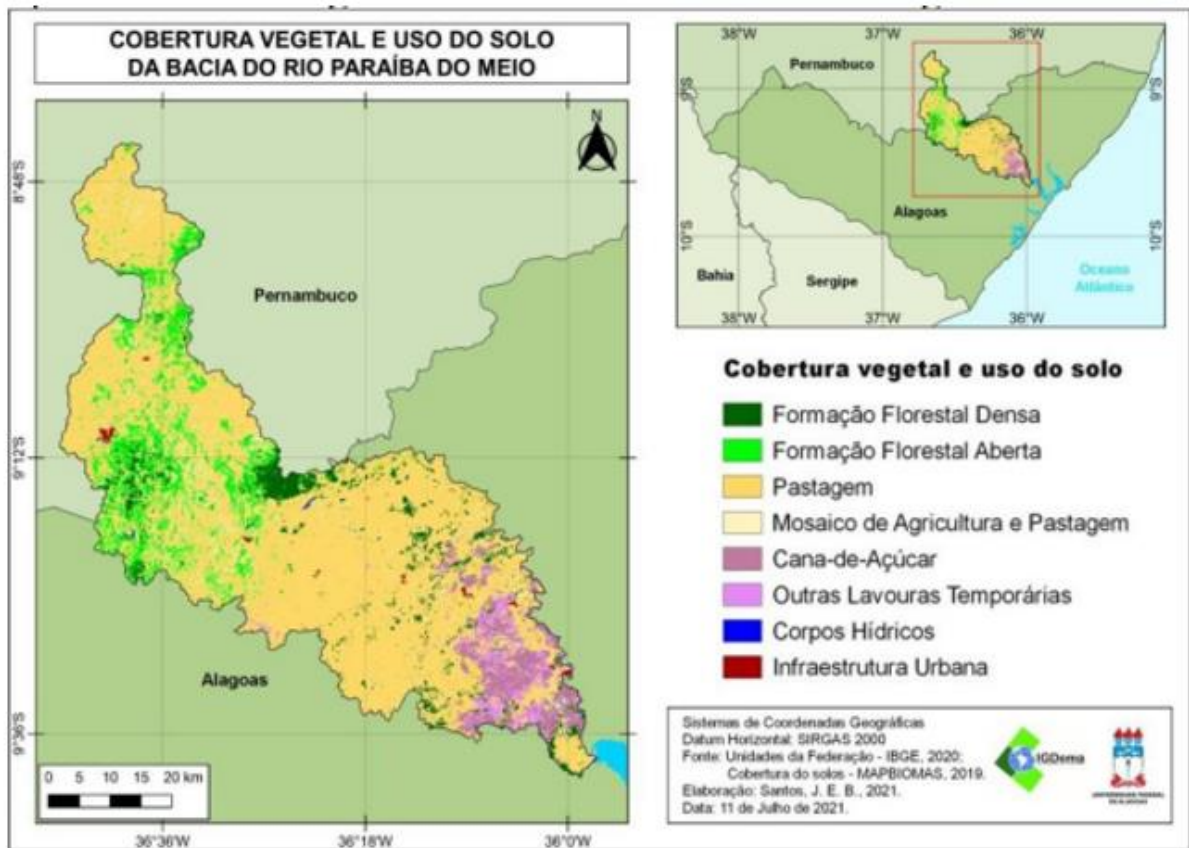 COBERTURA VEGETAL E USO DO SOLO
DA BACIA DO RIO PARAÍBA DO MEIO
N
8°48'S
9°12'S
9°36'S
Pernambuco
Alagoas
0 5 10 15 20 km
36°36'W
36°18'W
36°0'W
38°W
37°W
36°W
9°S
9°S
10°S
10°S
Pernambuco
Alagoas
Bahia
Sergipe
Oceano
Atlântico
38°W
37°W
36°W
Cobertura vegetal e uso do solo
Formação Florestal Densa
Formação Florestal Aberta
Pastagem
Mosaico de Agricultura e Pastagem
Cana-de-Açúcar
Outras Lavouras Temporárias
Corpos Hídricos
Infraestrutura Urbana
Sistemas de Coordenadas Geográficas
Datum Horizontal: SIRGAS 2000
Fonte: Unidades da Federação - IBGE, 2020;
Cobertura do solos - MAPBIOMAS, 2019.
Elaboração: Santos, J. E. B., 2021.
Data: 11 de Julho de 2021.
IGDema
UNIVERSIDADE FEDERAL
DE ALAGOAS